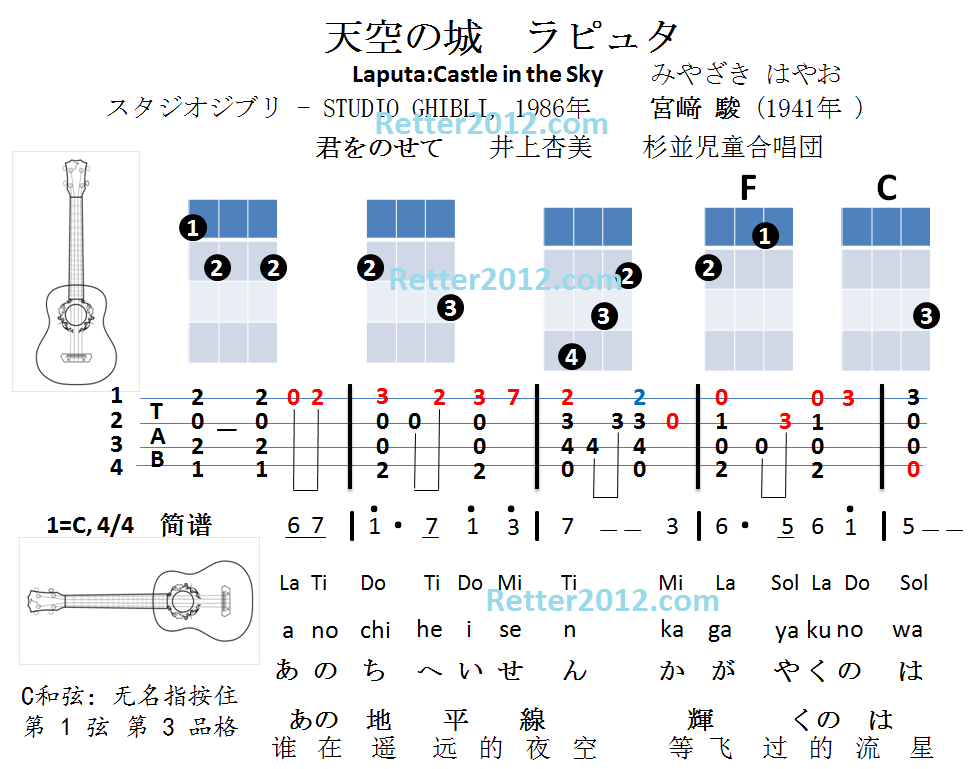 天空の城　ラピュタ
Laputa:Castle in the Sky　みやざき はやお
スタジオジブリ － STUDIO GHIBLI, 1986年　宮﨑 駿 (1941年 )
Retter2012.com
君をのせて　井上杏美　杉並児童合唱団
F　C
1　1
2　2　2　2　2
Retter2012.com
3　3　3
4
1　2　2　0　2　3　2　3　7　2　2　0　0　3　3
2　T　0　—　0　0　0　0　3　3　3　0　1　3　1　0
3　A　2　2　0　0　4　4　4　0　0　0　0
4　B　1　1　2　2　0　0　2　2　0
1=C, 4/4　简谱　6 7 | 1 · 7 1 3 | 7 — — 3 | 6 · 5 6 1 | 5 — —
La Ti Do Ti Do Mi Ti Mi La Sol La Do Sol
Retter2012.com
a no chi he i se n ka ga ya ku no wa
あ の ち へ い せ ん か が や く の は
あの 地 平 線 輝 くの は
谁 在 遥 远 的 夜 空 等 飞 过 的 流 星
C和弦: 无名指按住
第 1 弦 第 3 品格